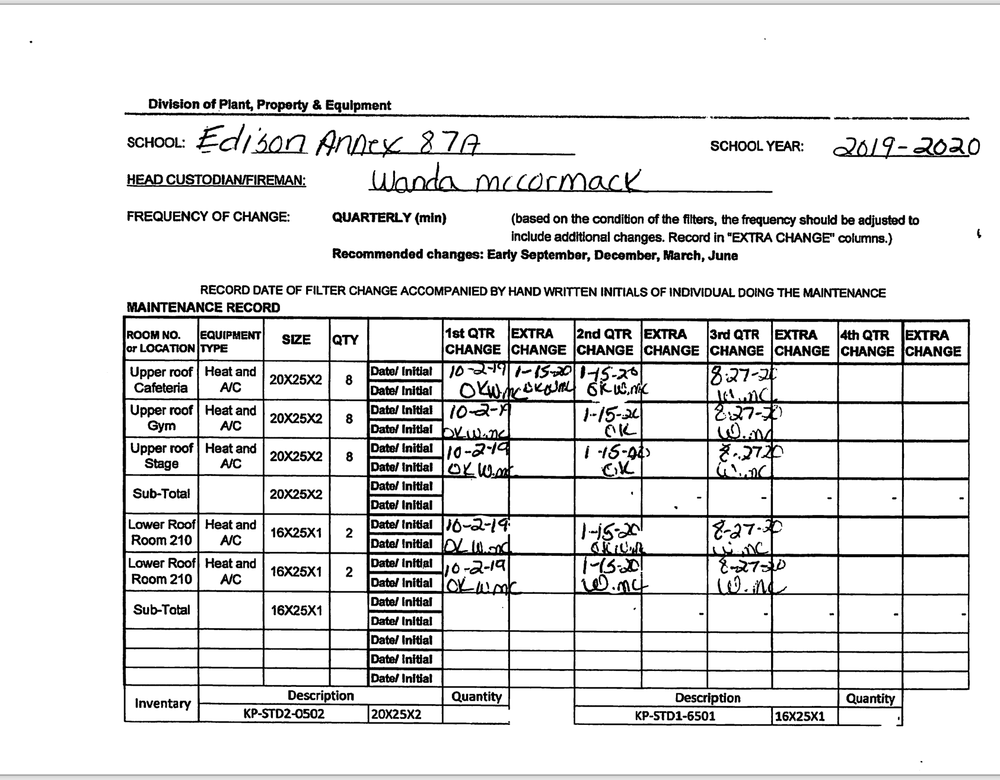 Division of Plant, Property & Equipment
SCHOOL: Edison Annex 87A SCHOOL YEAR: 2019-2020
HEAD CUSTODIAN/FIREMAN: Wanda mccormack
FREQUENCY OF CHANGE: QUARTERLY (min) (based on the condition of the filters, the frequency should be adjusted to
include additional changes. Record in "EXTRA CHANGE" columns.)
Recommended changes: Early September, December, March, June
RECORD DATE OF FILTER CHANGE ACCOMPANIED BY HAND WRITTEN INITIALS OF INDIVIDUAL DOING THE MAINTENANCE
MAINTENANCE RECORD
ROOM NO. EQUIPMENT SIZE QTY 1st QTR EXTRA 2nd QTR EXTRA 3rd QTR EXTRA 4th QTR EXTRA
or LOCATION TYPE CHANGE CHANGE CHANGE CHANGE CHANGE CHANGE CHANGE CHANGE
Upper roof Heat and 20X25X2 8 Date/ Initial 10-2-19 1-15-20 1-15-20 8-27-20
Cafeteria A/C Date/ Initial OKW.mc OKWmc OK W.mc W.mc
Upper roof Heat and 20X25X2 8 Date/ Initial 10-2-19 1-15-20 8-27-20
Gym A/C Date/ Initial OKW.mc OK W.mc
Upper roof Heat and 20X25X2 8 Date/ Initial 10-2-19 1-15-20 8-.2720
Stage A/C Date/ Initial OK W.mc OK W.mc
Sub-Total 20X25X2 Date/ Initial - - - - -
Date/ Initial
Lower Roof Heat and 16X25X1 2 Date/ Initial 10-2-19 1-15-20 8-27-20
Room 210 A/C Date/ Initial OK W.mc OK W.mc W.mc
Lower Roof Heat and 16X25X1 2 Date/ Initial 10-2-19 1-15-20 8-27-20
Room 210 A/C Date/ Initial OK W.mc W.mc W.mc
Sub-Total 16X25X1 Date/ Initial - - - - -
Date/ Initial
Date/ Initial
Date/ Initial
Date/ Initial
Inventory Description Quantity Description Quantity
KP-STD2-0502 20X25X2 KP-STD1-6501 16X25X1